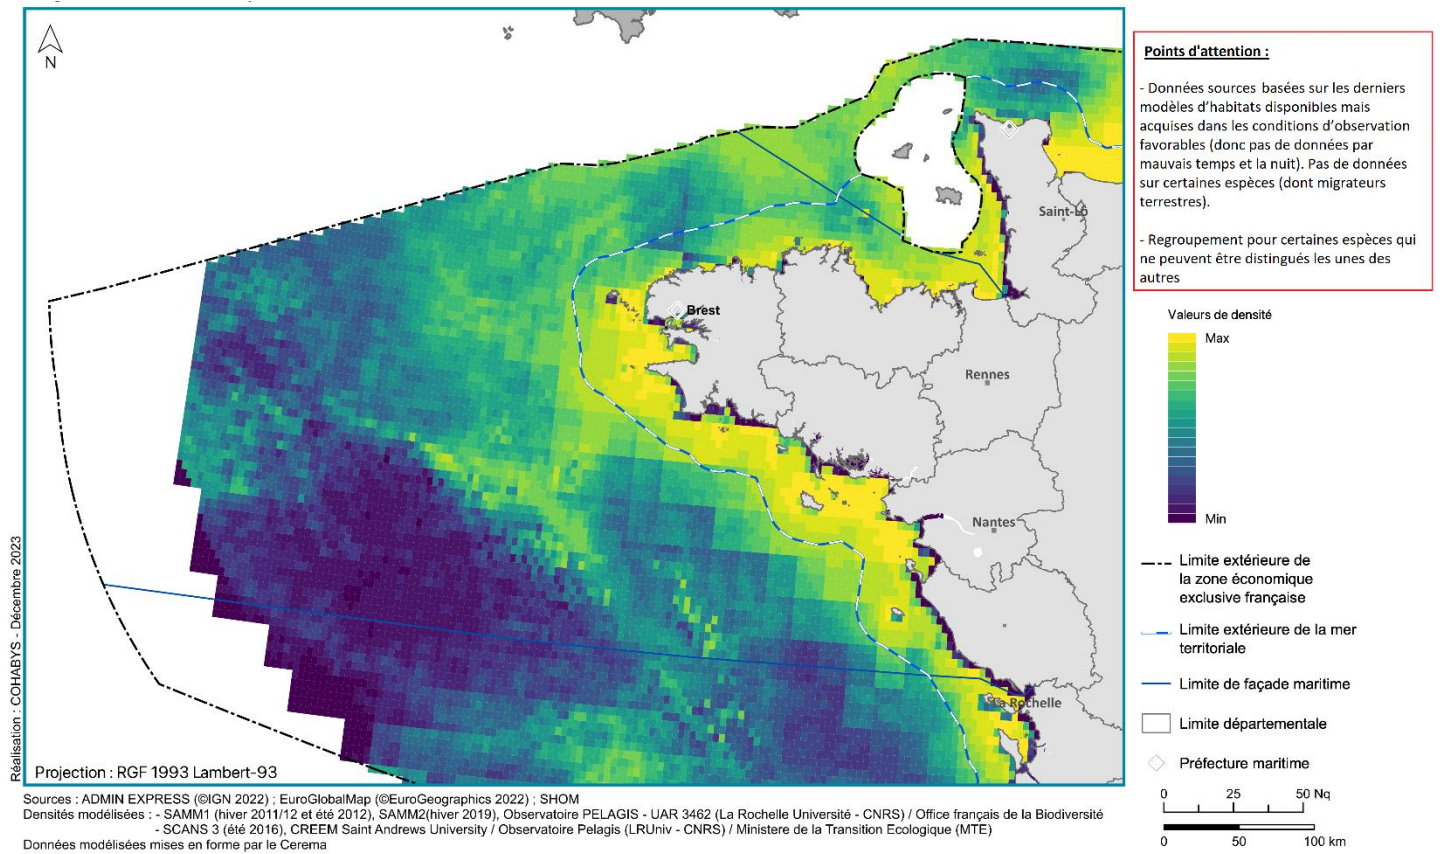 N
Saint-Lô
Brest
Rennes
Nantes
La Rochelle
Projection : RGF 1993 Lambert-93
Réalisation : COHABYS - Décembre 2023
Points d'attention :
- Données sources basées sur les derniers
modèles d'habitats disponibles mais
acquises dans les conditions d'observation
favorables (donc pas de données par
mauvais temps et la nuit). Pas de données
sur certaines espèces (dont migrateurs
terrestres).
- Regroupement pour certaines espèces qui
ne peuvent être distingués les unes des
autres
Valeurs de densité
Max
Min
Limite extérieure de
la zone économique
exclusive française
Limite extérieure de la mer
territoriale
Limite de façade maritime
Limite départementale
Préfecture maritime
0 25 50 Nq
0 50 100 km
Sources : ADMIN EXPRESS (©IGN 2022) ; EuroGlobalMap (©EuroGeographics 2022) ; SHOM
Densités modélisées : - SAMM1 (hiver 2011/12 et été 2012), SAMM2(hiver 2019), Observatoire PELAGIS - UAR 3462 (La Rochelle Université - CNRS) / Office français de la Biodiversité
- SCANS 3 (été 2016), CREEM Saint Andrews University / Observatoire Pelagis (LRUniv - CNRS) / Ministere de la Transition Ecologique (MTE)
Données modélisées mises en forme par le Cerema